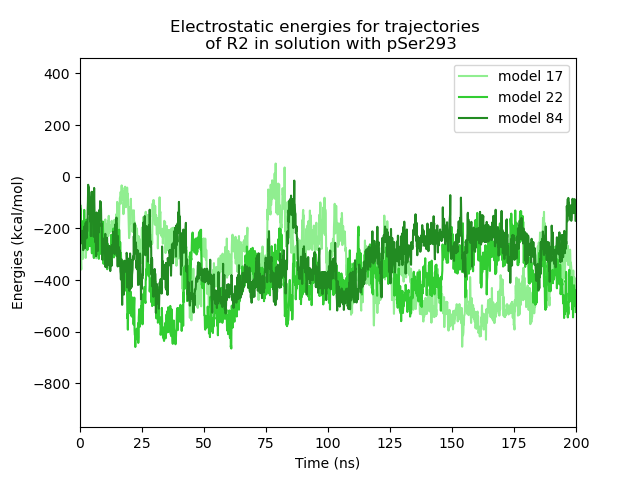 Electrostatic energies for trajectories
of R2 in solution with pSer293
model 17
model 22
model 84
400
200
0
−200
−400
−600
−800
Energies (kcal/mol)
0 25 50 75 100 125 150 175 200
Time (ns)